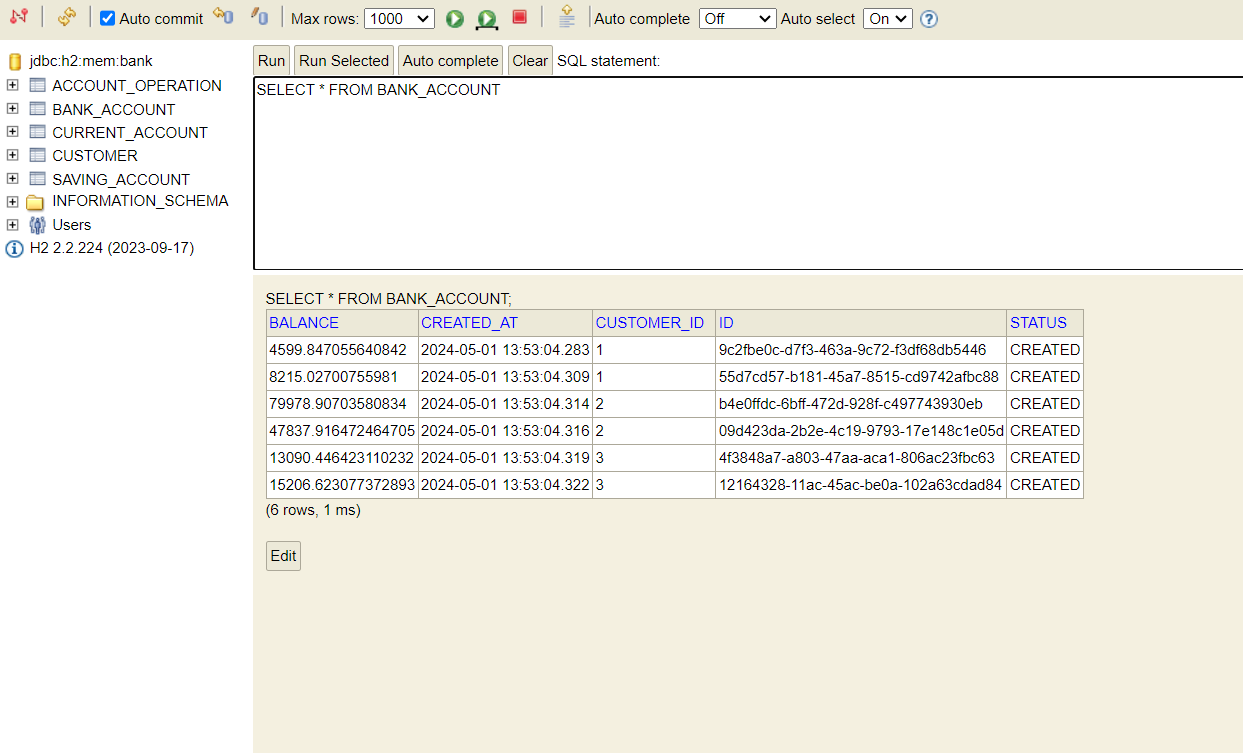 Auto commit Max rows: 1000 Auto complete Off Auto select On
jdbc:h2:mem:bank
ACCOUNT_OPERATION
BANK_ACCOUNT
CURRENT_ACCOUNT
CUSTOMER
SAVING_ACCOUNT
INFORMATION_SCHEMA
Users
H2 2.2.224 (2023-09-17)
Run Run Selected Auto complete Clear SQL statement:
SELECT * FROM BANK_ACCOUNT
SELECT * FROM BANK_ACCOUNT;
BALANCE CREATED_AT CUSTOMER_ID ID STATUS
4599.847055640842 2024-05-01 13:53:04.283 1 9c2fbe0c-d7f3-463a-9c72-f3df68db5446 CREATED
8215.02700755981 2024-05-01 13:53:04.309 1 55d7cd57-b181-45a7-8515-cd9742afbc88 CREATED
79978.90703580834 2024-05-01 13:53:04.314 2 b4e0ffdc-6bff-472d-928f-c497743930eb CREATED
47837.916472464705 2024-05-01 13:53:04.316 2 09d423da-2b2e-4c19-9793-17e148c1e05d CREATED
13090.446423110232 2024-05-01 13:53:04.319 3 4f3848a7-a803-47aa-aca1-806ac23fbc63 CREATED
15206.623077372893 2024-05-01 13:53:04.322 3 12164328-11ac-45ac-be0a-102a63cdad84 CREATED
(6 rows, 1 ms)
Edit